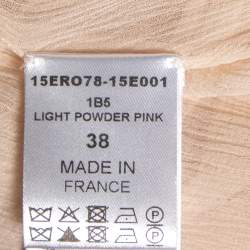 15ERO78-15E001
1B5
LIGHT POWDER PINK
38
MADE IN
FRANCE
P P